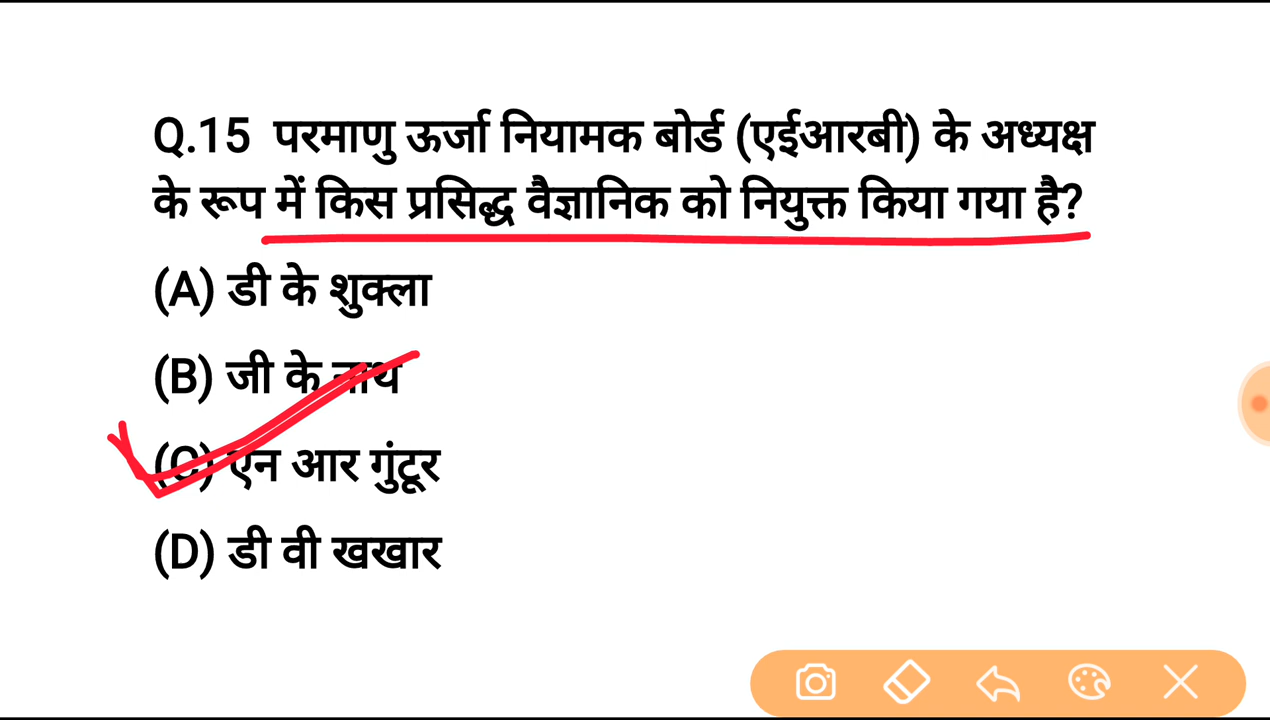 Q.15 परमाणु ऊर्जा नियामक बोर्ड (एईआरबी) के अध्यक्ष
के रूप में किस प्रसिद्ध वैज्ञानिक को नियुक्त किया गया है?
(A) डी के शुक्ला
(B) जी के नाथ
(C) एन आर गुंटूर
(D) डी वी खखार